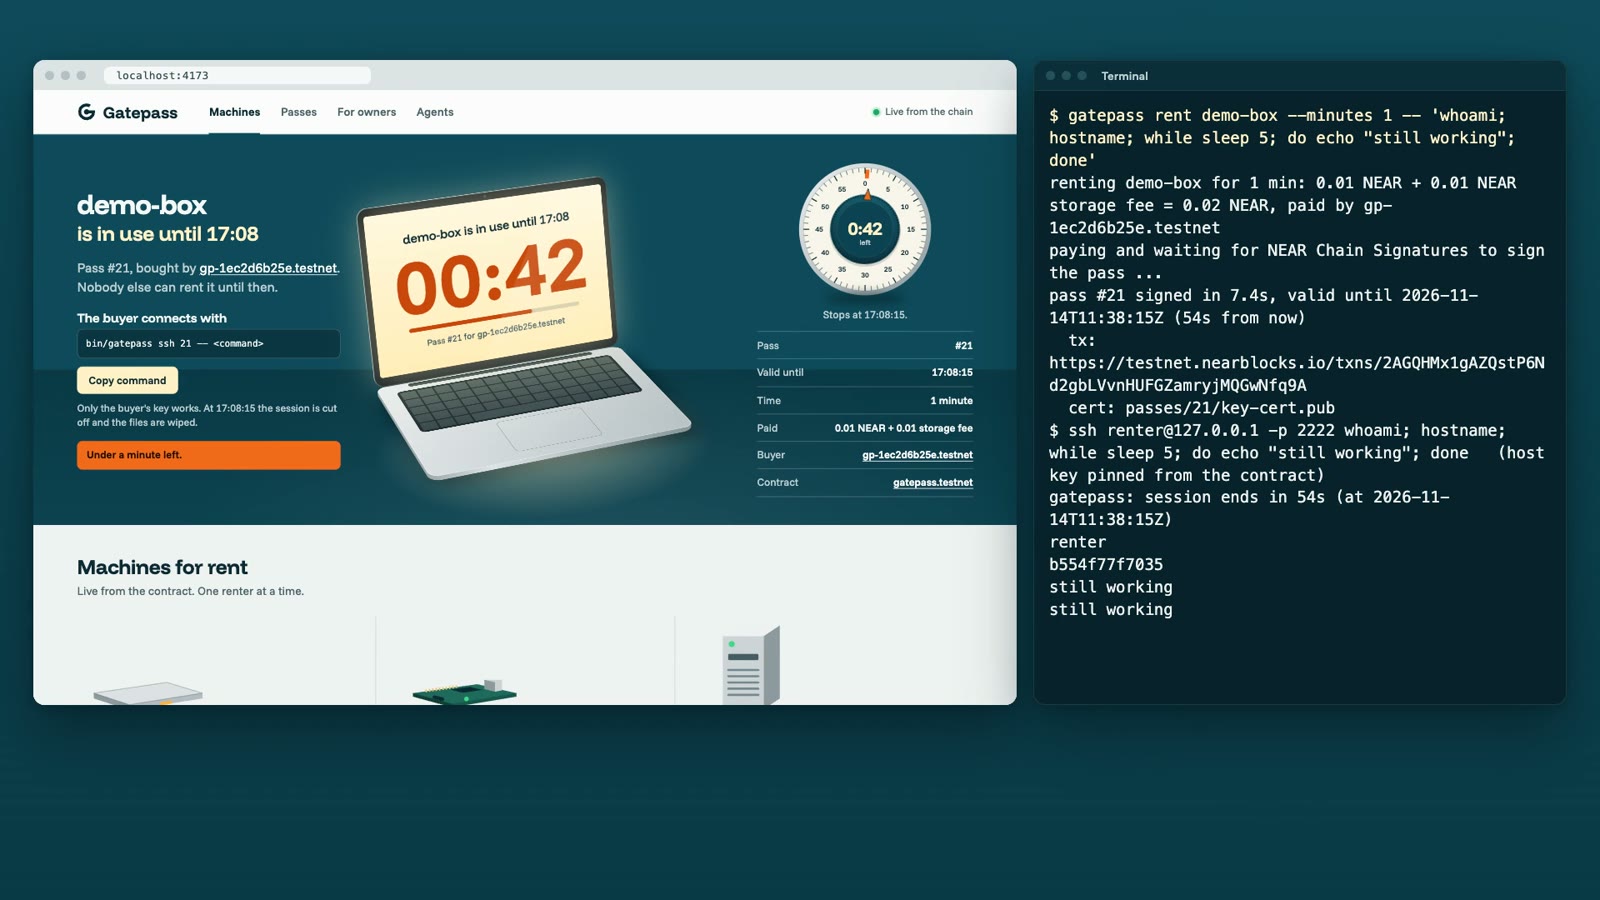 localhost:4173
Gatepass
Machines
Passes
For owners
Agents
Live from the chain
demo-box
is in use until 17:08
Pass #21, bought by gp-1ec2d6b25e.testnet.
Nobody else can rent it until then.
The buyer connects with
bin/gatepass ssh 21 -- <command>
Copy command
Only the buyer's key works. At 17:08:15 the session is cut
off and the files are wiped.
Under a minute left.
demo-box is in use until 17:08
00:42
Pass #21 for gp-1ec2d6b25e.testnet
0
5
10
15
20
25
30
35
40
45
50
55
0:42
left
Stops at 17:08:15.
Pass #21
Valid until 17:08:15
Time 1 minute
Paid 0.01 NEAR + 0.01 storage fee
Buyer gp-1ec2d6b25e.testnet
Contract gatepass.testnet
Machines for rent
Live from the contract. One renter at a time.
Terminal
$ gatepass rent demo-box --minutes 1 -- 'whoami;
hostname; while sleep 5; do echo "still working";
done'
renting demo-box for 1 min: 0.01 NEAR + 0.01 NEAR
storage fee = 0.02 NEAR, paid by gp-
1ec2d6b25e.testnet
paying and waiting for NEAR Chain Signatures to sign
the pass ...
pass #21 signed in 7.4s, valid until 2026-11-
14T11:38:15Z (54s from now)
tx:
https://testnet.nearblocks.io/txns/2AGQHMx1gAZQstP6N
d2gbLVvnHUFGZamryjMQGwNfq9A
cert: passes/21/key-cert.pub
$ ssh renter@127.0.0.1 -p 2222 whoami; hostname;
while sleep 5; do echo "still working"; done (host
key pinned from the contract)
gatepass: session ends in 54s (at 2026-11-
14T11:38:15Z)
renter
b554f77f7035
still working
still working